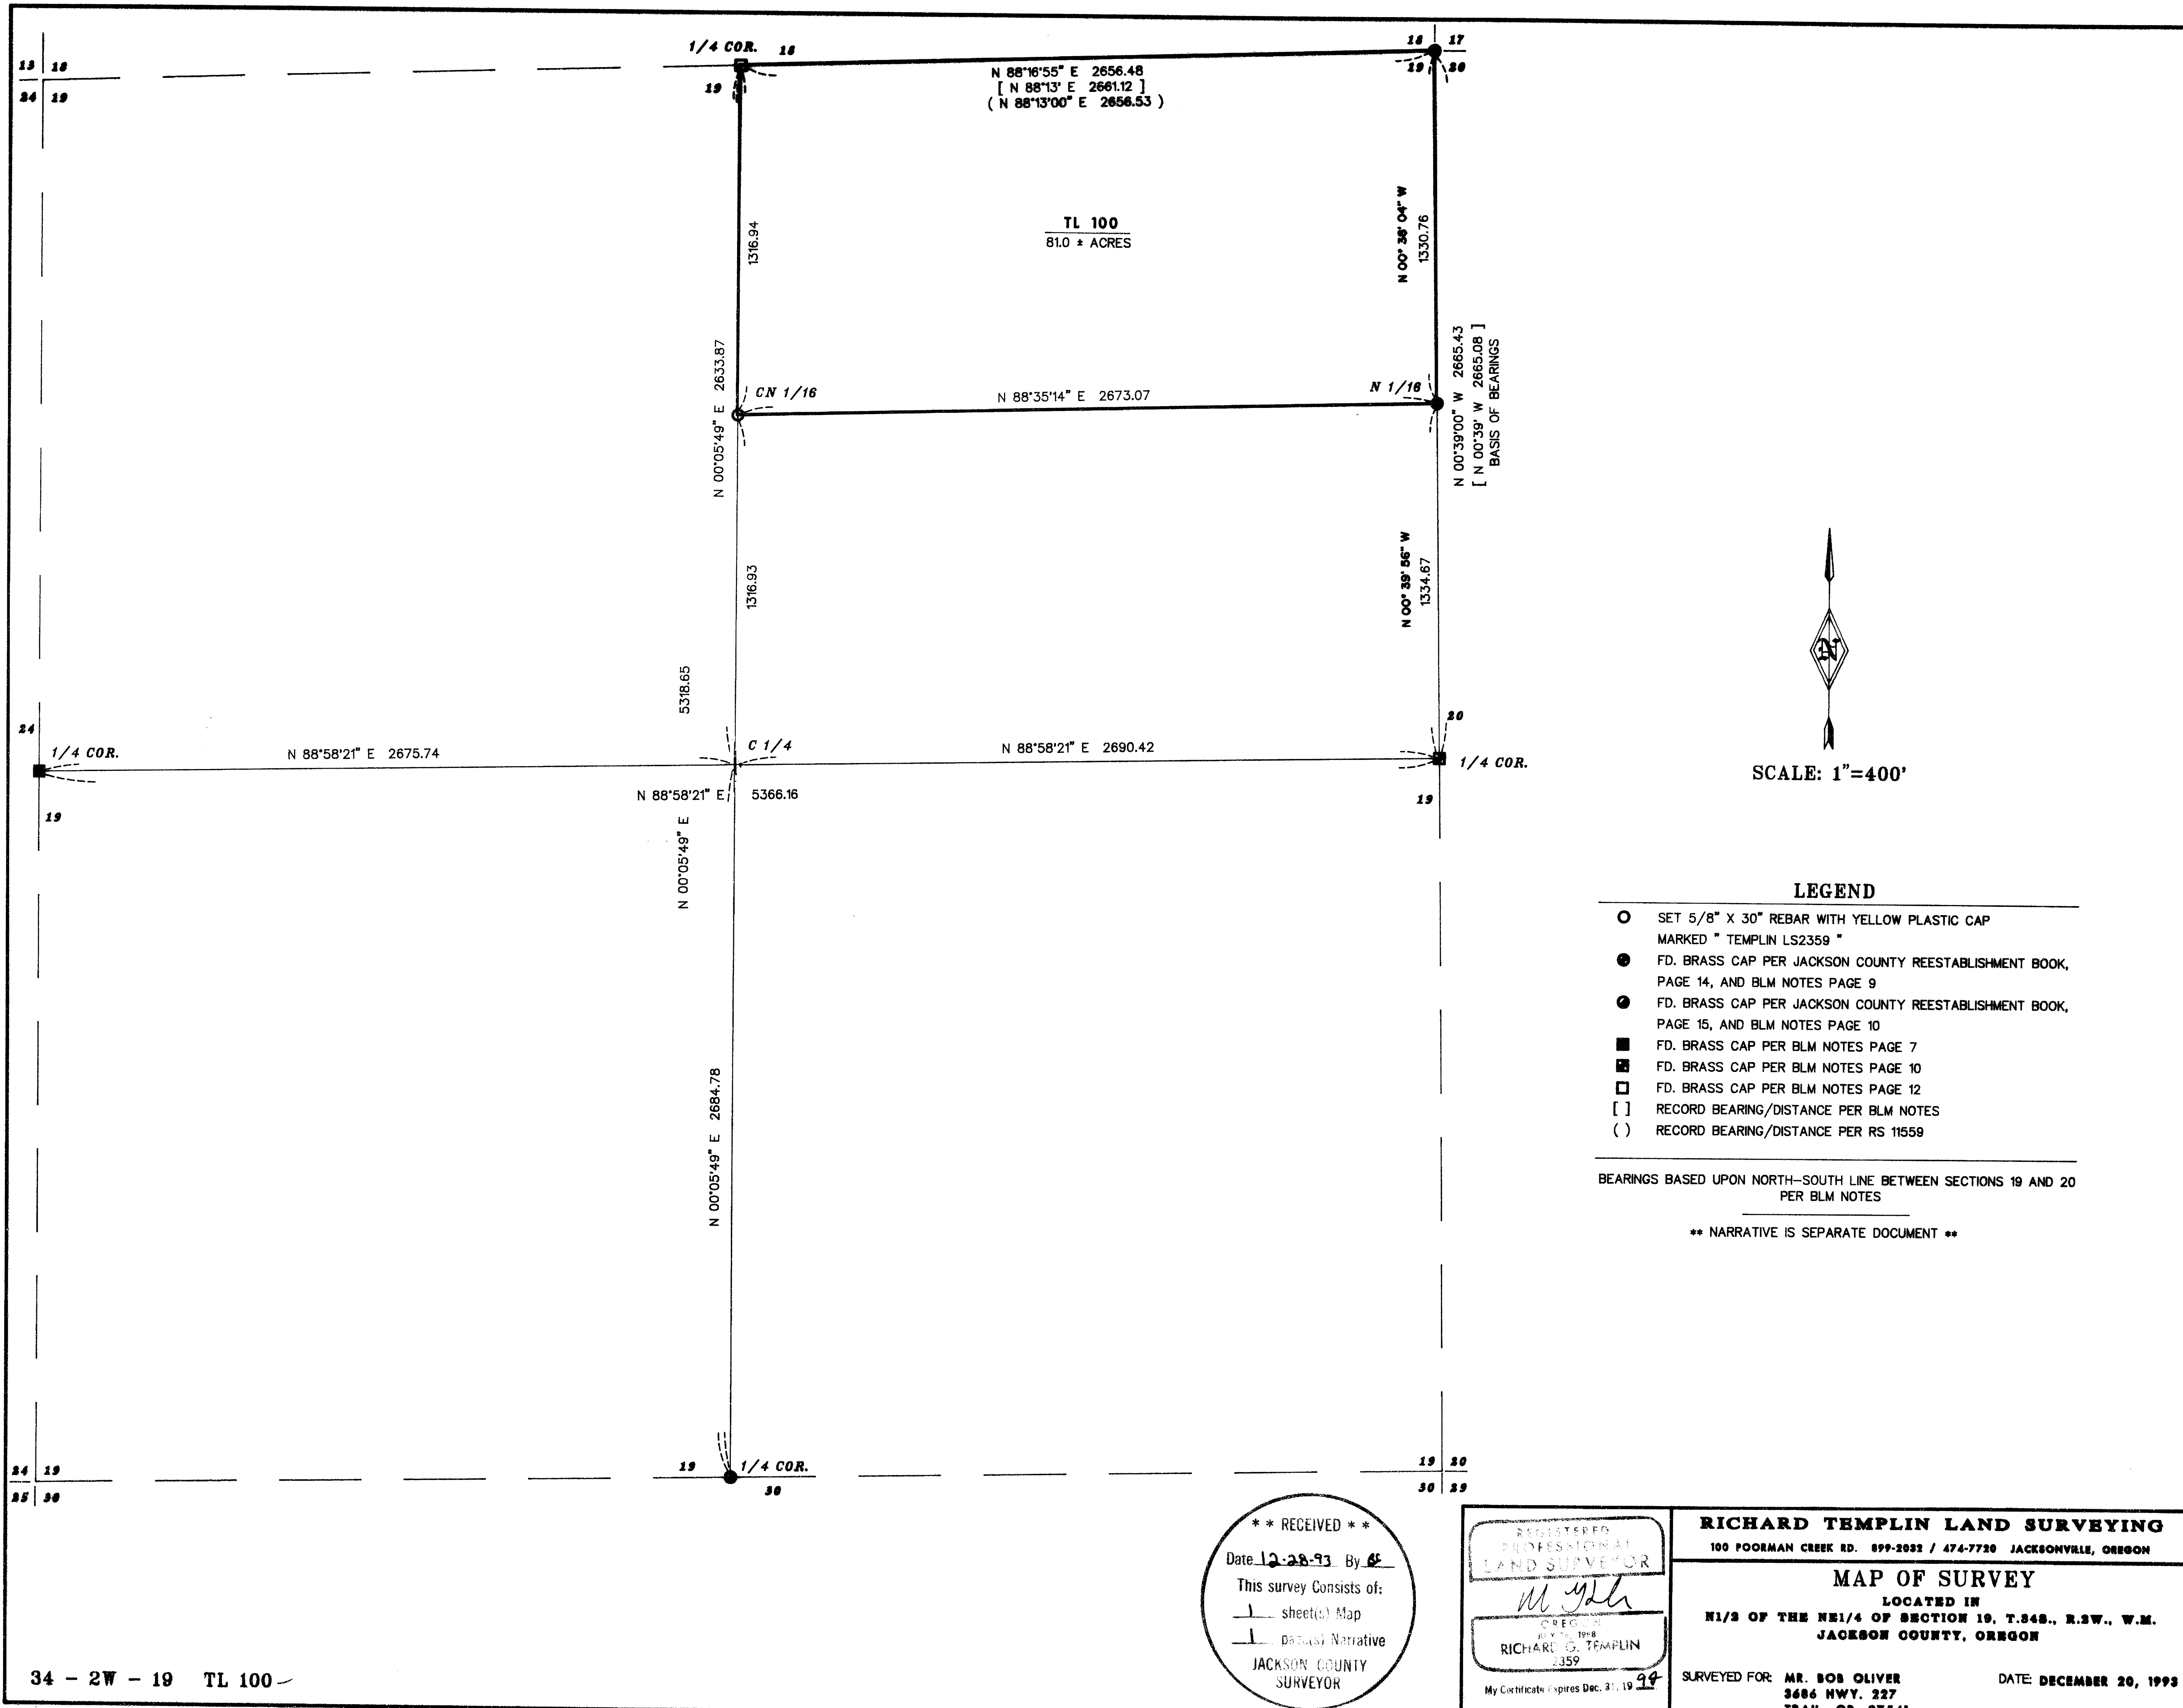 1/4 COR. 18
18 17
13 18
24 19
19
19 20
N 88°16'55" E 2656.48
[ N 88°13' E 2661.12 ]
( N 88°13'00" E 2656.53 )
TL 100
81.0 ± ACRES
1316.94
N 00° 38' 04" W
1330.76
N 00°05'49" E 2633.87
CN 1/16
N 88°35'14" E 2673.07
N 1/16
N 00°39'00" W 2665.43
[ N 00°39' W 2665.08 ]
BASIS OF BEARINGS
1316.93
N 00° 39' 56" W
1334.67
5318.65
N
SCALE: 1"=400'
24
1/4 COR.
N 88°58'21" E 2675.74
C 1/4
N 88°58'21" E 2690.42
20
1/4 COR.
19
N 88°58'21" E 5366.16
19
N 00°05'49" E
N 00°05'49" E 2684.78
LEGEND
SET 5/8" X 30" REBAR WITH YELLOW PLASTIC CAP
MARKED " TEMPLIN LS2359 "
FD. BRASS CAP PER JACKSON COUNTY REESTABLISHMENT BOOK,
PAGE 14, AND BLM NOTES PAGE 9
FD. BRASS CAP PER JACKSON COUNTY REESTABLISHMENT BOOK,
PAGE 15, AND BLM NOTES PAGE 10
FD. BRASS CAP PER BLM NOTES PAGE 7
FD. BRASS CAP PER BLM NOTES PAGE 10
FD. BRASS CAP PER BLM NOTES PAGE 12
[ ] RECORD BEARING/DISTANCE PER BLM NOTES
( ) RECORD BEARING/DISTANCE PER RS 11559
BEARINGS BASED UPON NORTH-SOUTH LINE BETWEEN SECTIONS 19 AND 20
PER BLM NOTES
** NARRATIVE IS SEPARATE DOCUMENT **
24 19
25 30
19 1/4 COR.
30
19 20
30 29
* * RECEIVED * *
Date 12-28-93 By
This survey Consists of:
1 sheet(s) Map
1 page(s) Narrative
JACKSON COUNTY
SURVEYOR
REGISTERED
PROFESSIONAL
LAND SURVEYOR
OREGON
RICHARD G. TEMPLIN
2359
My Certificate Expires Dec. 31, 19 94
RICHARD TEMPLIN LAND SURVEYING
100 POORMAN CREEK RD. 899-2032 / 474-7720 JACKSONVILLE, OREGON
MAP OF SURVEY
LOCATED IN
N1/2 OF THE NE1/4 OF SECTION 19, T.34S., R.2W., W.M.
JACKSON COUNTY, OREGON
SURVEYED FOR: MR. BOB OLIVER
3686 HWY. 227
DATE: DECEMBER 20, 1993
34 - 2W - 19 TL 100